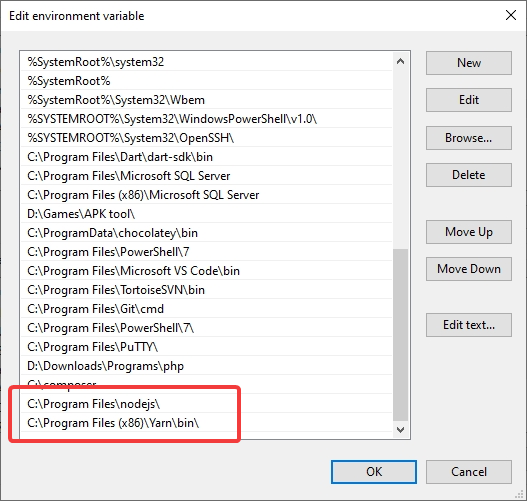 Edit environment variable
%SystemRoot%\system32
%SystemRoot%
%SystemRoot%\System32\Wbem
%SYSTEMROOT%\System32\WindowsPowerShell\v1.0\
%SYSTEMROOT%\System32\OpenSSH\
C:\Program Files\Dart\dart-sdk\bin
C:\Program Files\Microsoft SQL Server
C:\Program Files (x86)\Microsoft SQL Server
D:\Games\APK tool\
C:\ProgramData\chocolatey\bin
C:\Program Files\PowerShell\7
C:\Program Files\Microsoft VS Code\bin
C:\Program Files\TortoiseSVN\bin
C:\Program Files\Git\cmd
C:\Program Files\PowerShell\7\
C:\Program Files\PuTTY\
D:\Downloads\Programs\php
C:\composer
C:\Program Files\nodejs\
C:\Program Files (x86)\Yarn\bin\
New
Edit
Browse...
Delete
Move Up
Move Down
Edit text...
OK
Cancel